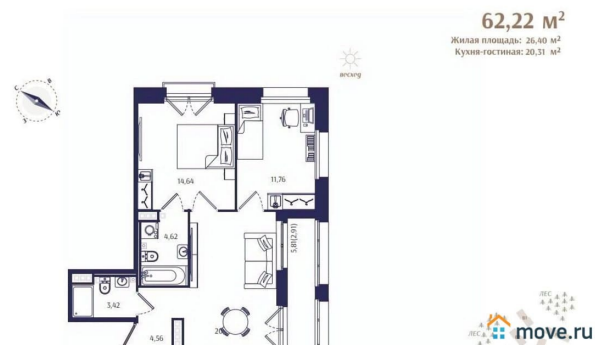 62,22 м²
Жилая площадь: 26,40 м²
Кухня-гостиная: 20,31 м²
восход
14,64
11,76
4,62
5,81(2,91)
3,42
4,56
ЛЕС
ЛЕС
move.ru